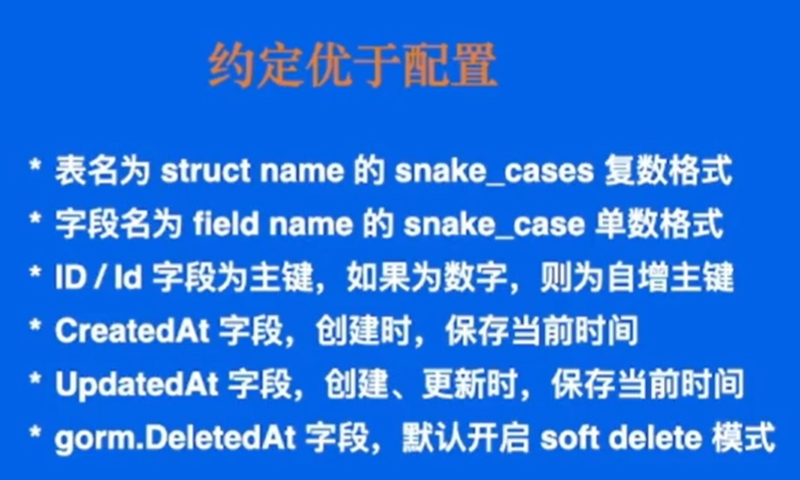 约定优于配置
* 表名为 struct name 的 snake_cases 复数格式
* 字段名为 field name 的 snake_case 单数格式
* ID / Id 字段为主键，如果为数字，则为自增主键
* CreatedAt 字段，创建时，保存当前时间
* UpdatedAt 字段，创建、更新时，保存当前时间
* gorm.DeletedAt 字段，默认开启 soft delete 模式